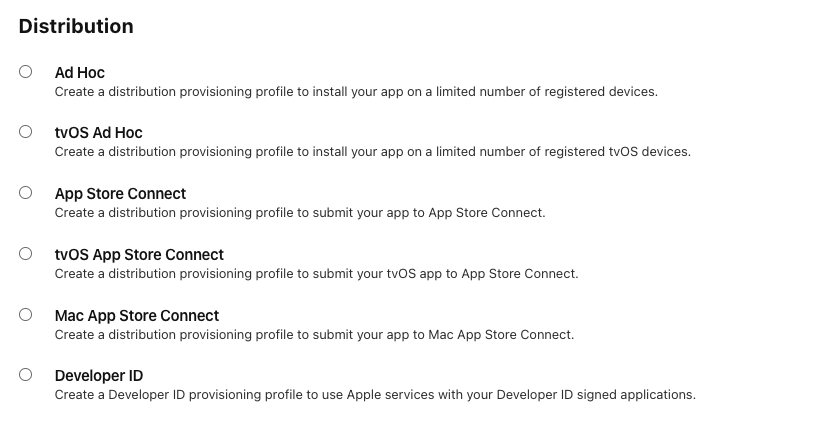 Distribution
Ad Hoc
Create a distribution provisioning profile to install your app on a limited number of registered devices.
tvOS Ad Hoc
Create a distribution provisioning profile to install your app on a limited number of registered tvOS devices.
App Store Connect
Create a distribution provisioning profile to submit your app to App Store Connect.
tvOS App Store Connect
Create a distribution provisioning profile to submit your tvOS app to App Store Connect.
Mac App Store Connect
Create a distribution provisioning profile to submit your app to Mac App Store Connect.
Developer ID
Create a Developer ID provisioning profile to use Apple services with your Developer ID signed applications.